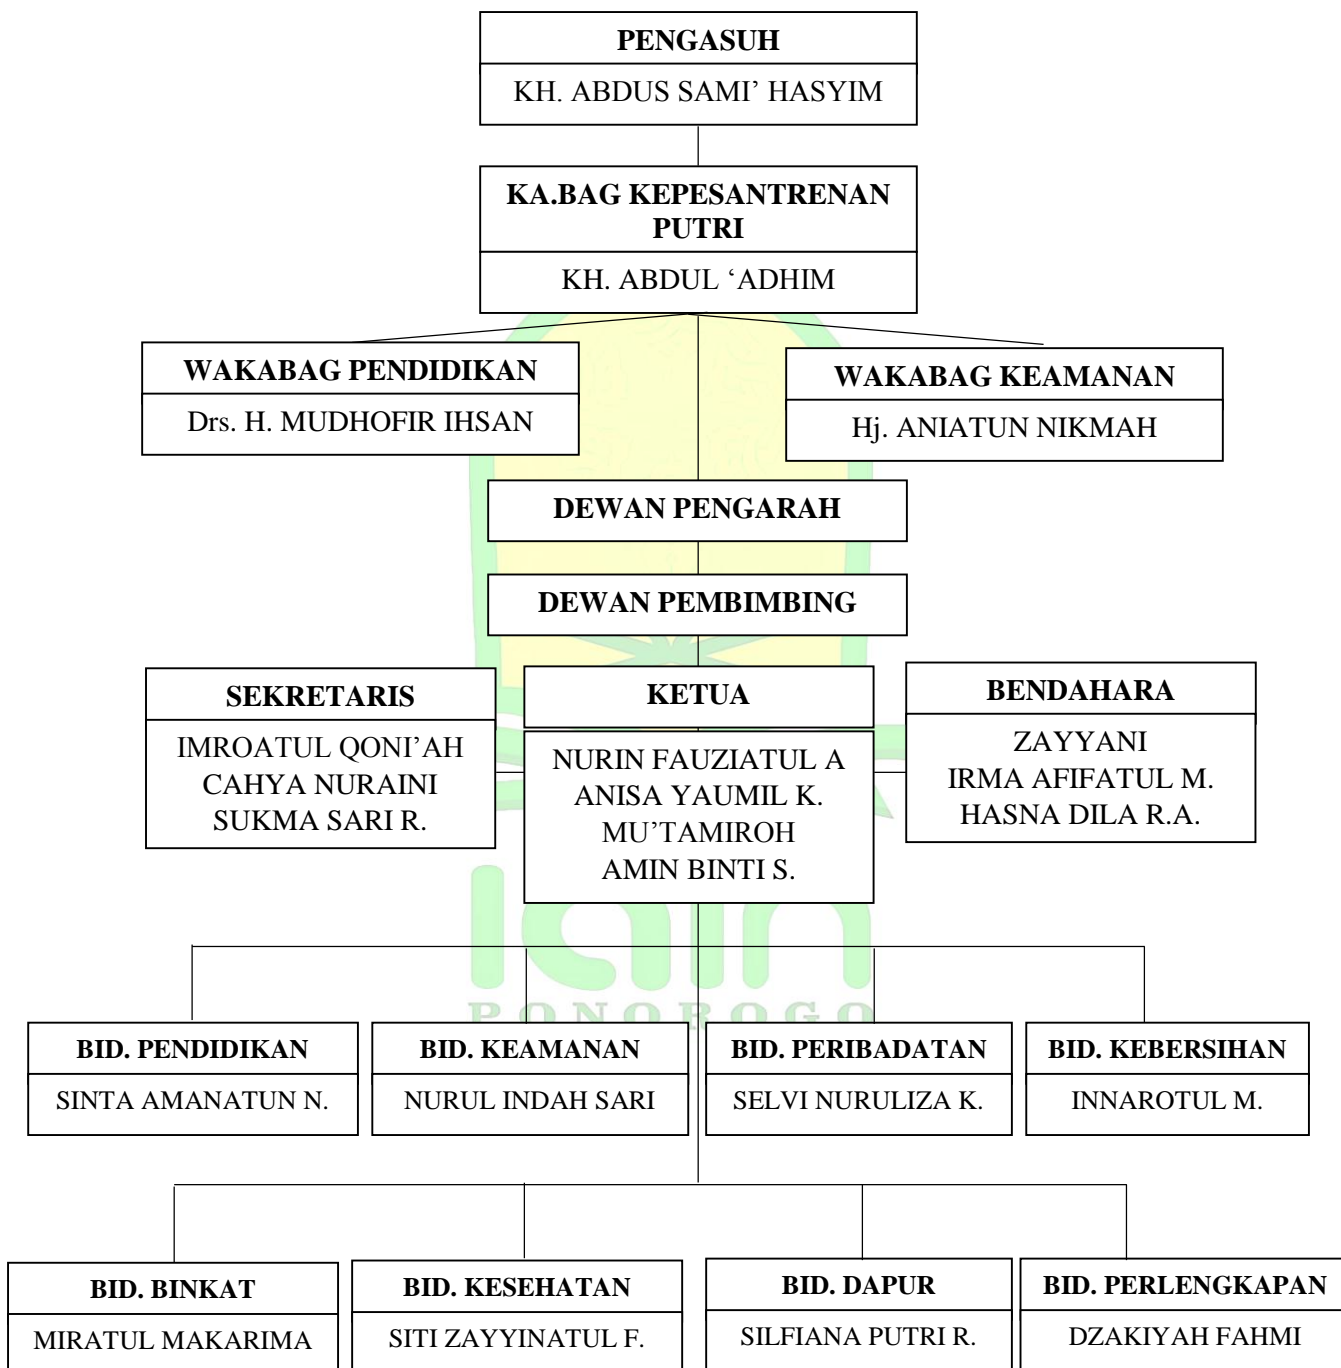 PENGASUH
KH. ABDUS SAMI’ HASYIM
KA.BAG KEPESANTRENAN
PUTRI
KH. ABDUL ‘ADHIM
WAKABAG PENDIDIKAN
Drs. H. MUDHOFIR IHSAN
WAKABAG KEAMANAN
Hj. ANIATUN NIKMAH
DEWAN PENGARAH
DEWAN PEMBIMBING
SEKRETARIS
IMROATUL QONI’AH
CAHYA NURAINI
SUKMA SARI R.
KETUA
NURIN FAUZIATUL A
ANISA YAUMIL K.
MU’TAMIROH
AMIN BINTI S.
BENDAHARA
ZAYYANI
IRMA AFIFATUL M.
HASNA DILA R.A.
iain
PONOROGO
BID. PENDIDIKAN
SINTA AMANATUN N.
BID. KEAMANAN
NURUL INDAH SARI
BID. PERIBADATAN
SELVI NURULIZA K.
BID. KEBERSIHAN
INNAROTUL M.
BID. BINKAT
MIRATUL MAKARIMA
BID. KESEHATAN
SITI ZAYYINATUL F.
BID. DAPUR
SILFIANA PUTRI R.
BID. PERLENGKAPAN
DZAKIYAH FAHMI